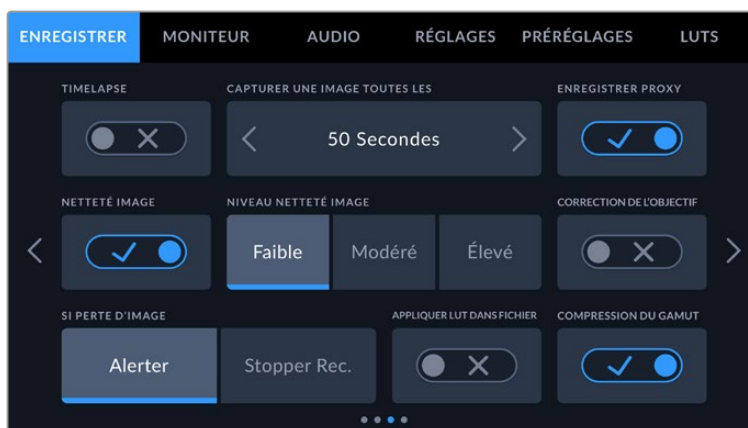 ENREGISTRER MONITEUR AUDIO RÉGLAGES PRÉRÉGLAGES LUTS
TIMELAPSE CAPTURER UNE IMAGE TOUTES LES ENREGISTRER PROXY
50 Secondes
NETTETÉ IMAGE NIVEAU NETTETÉ IMAGE CORRECTION DE L'OBJECTIF
Faible Modéré Élevé
SI PERTE D'IMAGE APPLIQUER LUT DANS FICHIER COMPRESSION DU GAMUT
Alerter Stopper Rec.